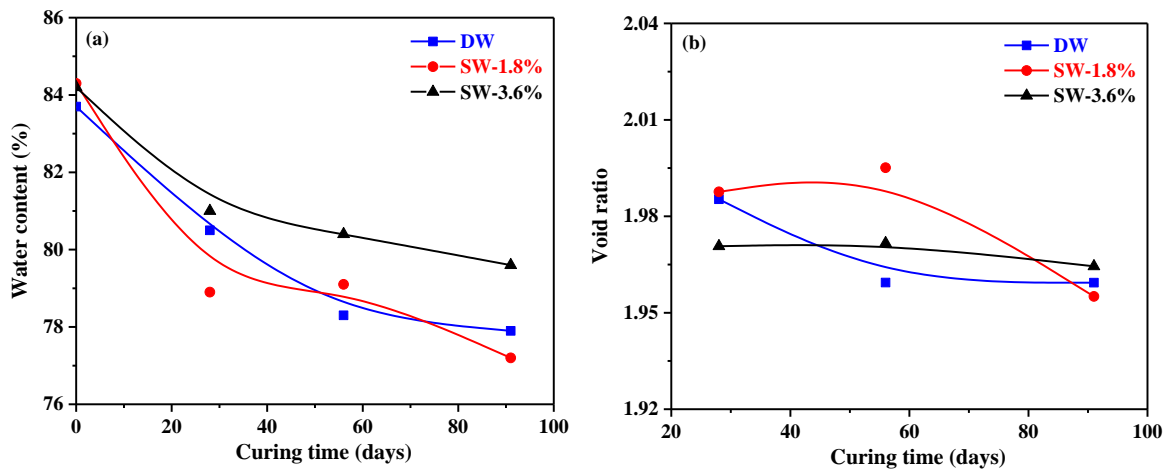 (a)
DW
SW-1.8%
SW-3.6%
86
84
82
80
78
76
Water content (%)
0
20
40
60
80
100
Curing time (days)
(b)
DW
SW-1.8%
SW-3.6%
2.04
2.01
1.98
1.95
1.92
Void ratio
20
40
60
80
100
Curing time (days)